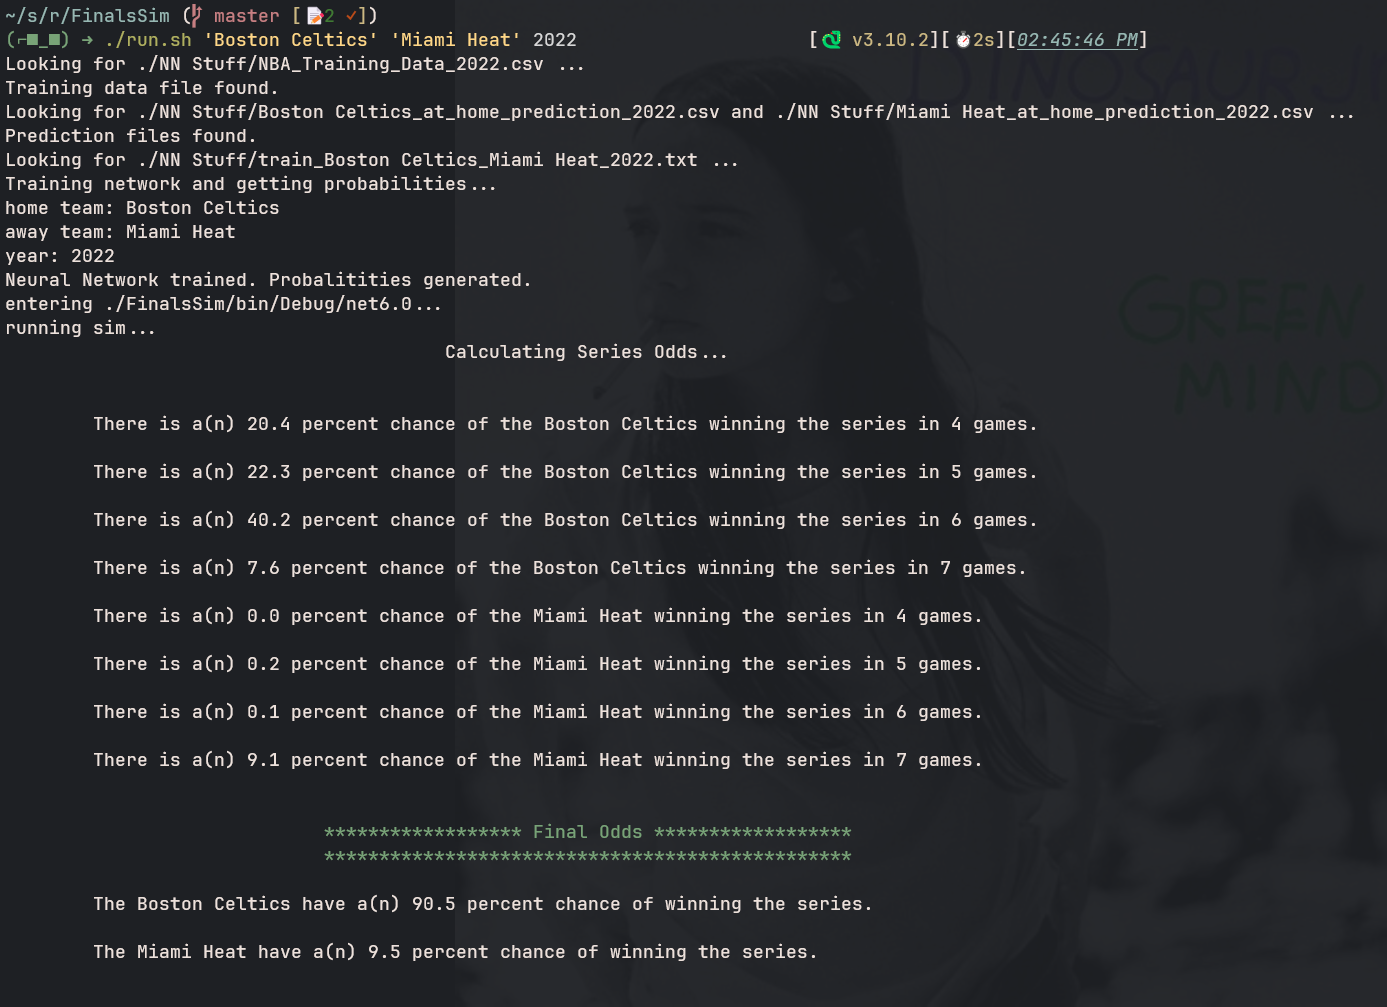 ~/s/r/FinalsSim ( master [ 📝2 ✓])
(⌐■_■) → ./run.sh 'Boston Celtics' 'Miami Heat' 2022 [ v3.10.2][ ⏱2s][02:45:46 PM]
Looking for ./NN Stuff/NBA_Training_Data_2022.csv ...
Training data file found.
Looking for ./NN Stuff/Boston Celtics_at_home_prediction_2022.csv and ./NN Stuff/Miami Heat_at_home_prediction_2022.csv ...
Prediction files found.
Looking for ./NN Stuff/train_Boston Celtics_Miami Heat_2022.txt ...
Training network and getting probabilities...
home team: Boston Celtics
away team: Miami Heat
year: 2022
Neural Network trained. Probalitities generated.
entering ./FinalsSim/bin/Debug/net6.0...
running sim...
Calculating Series Odds...
There is a(n) 20.4 percent chance of the Boston Celtics winning the series in 4 games.
There is a(n) 22.3 percent chance of the Boston Celtics winning the series in 5 games.
There is a(n) 40.2 percent chance of the Boston Celtics winning the series in 6 games.
There is a(n) 7.6 percent chance of the Boston Celtics winning the series in 7 games.
There is a(n) 0.0 percent chance of the Miami Heat winning the series in 4 games.
There is a(n) 0.2 percent chance of the Miami Heat winning the series in 5 games.
There is a(n) 0.1 percent chance of the Miami Heat winning the series in 6 games.
There is a(n) 9.1 percent chance of the Miami Heat winning the series in 7 games.
****************** Final Odds ******************
************************************************
The Boston Celtics have a(n) 90.5 percent chance of winning the series.
The Miami Heat have a(n) 9.5 percent chance of winning the series.
GREEN
MIND